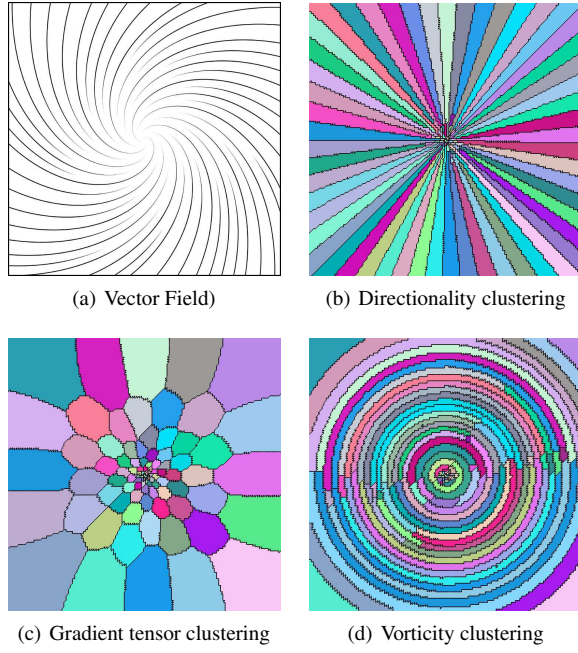 (a) Vector Field)
(b) Directionality clustering
(c) Gradient tensor clustering
(d) Vorticity clustering